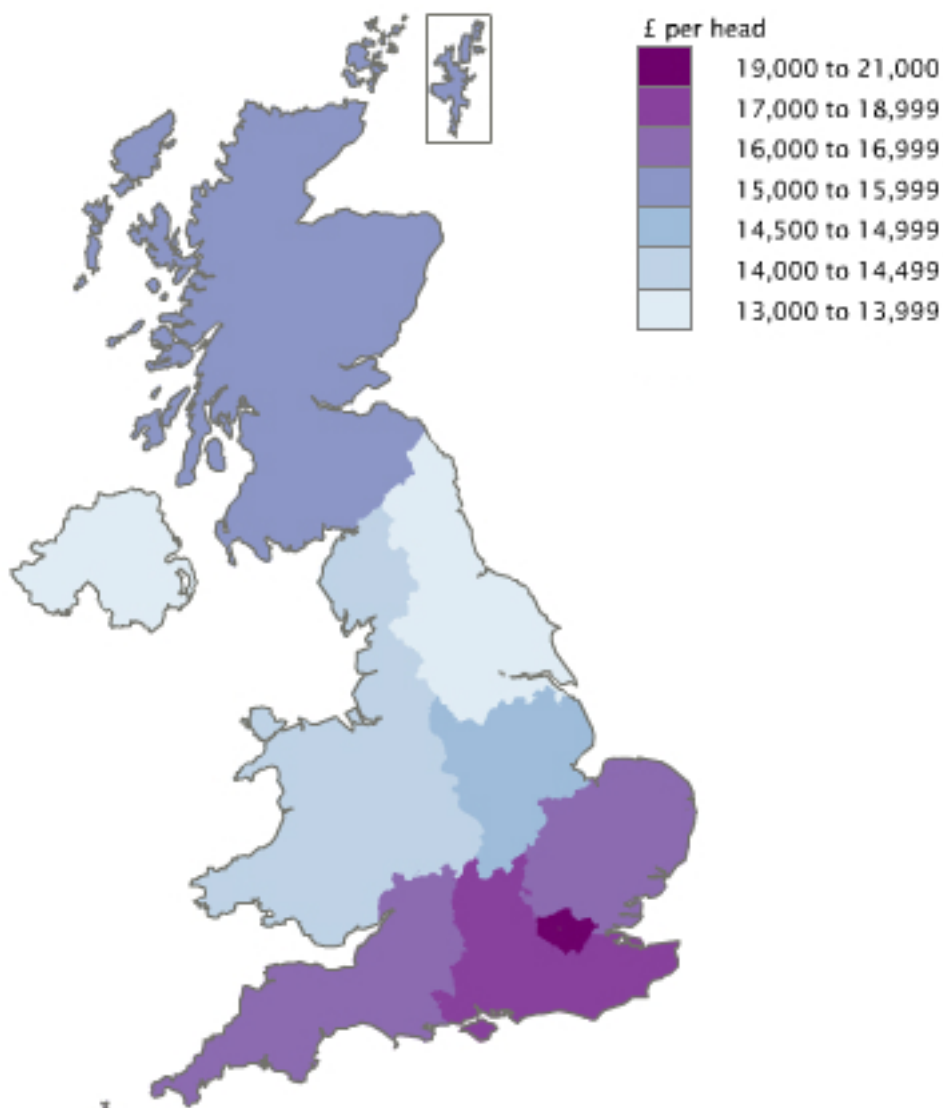 £ per head
19,000 to 21,000
17,000 to 18,999
16,000 to 16,999
15,000 to 15,999
14,500 to 14,999
14,000 to 14,499
13,000 to 13,999